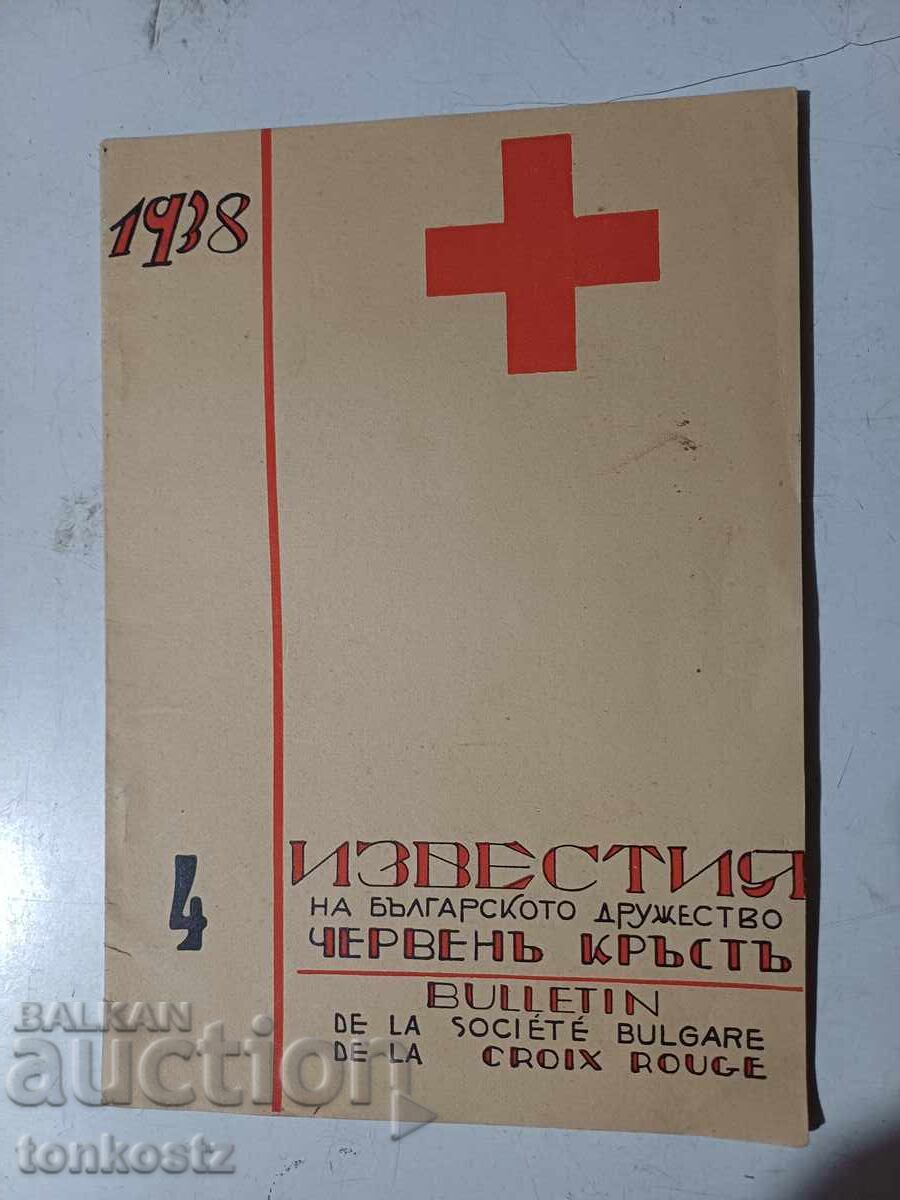 1938
4
ИЗВЕСТИЯ
НА БЪЛГАРСКОТО ДРУЖЕСТВО
ЧЕРВЕНЪ КРЪСТЪ
BULLETIN
DE LA SOCIÉTÉ BULGARE
DE LA CROIX ROUGE
BALKAN
auction
tonkostz